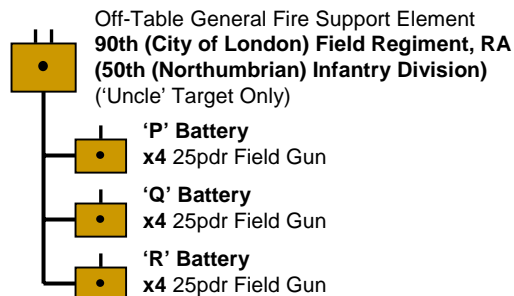 Off-Table General Fire Support Element
90th (City of London) Field Regiment, RA
(50th (Northumbrian) Infantry Division)
(‘Uncle’ Target Only)
‘P’ Battery
x4 25pdr Field Gun
‘Q’ Battery
x4 25pdr Field Gun
‘R’ Battery
x4 25pdr Field Gun